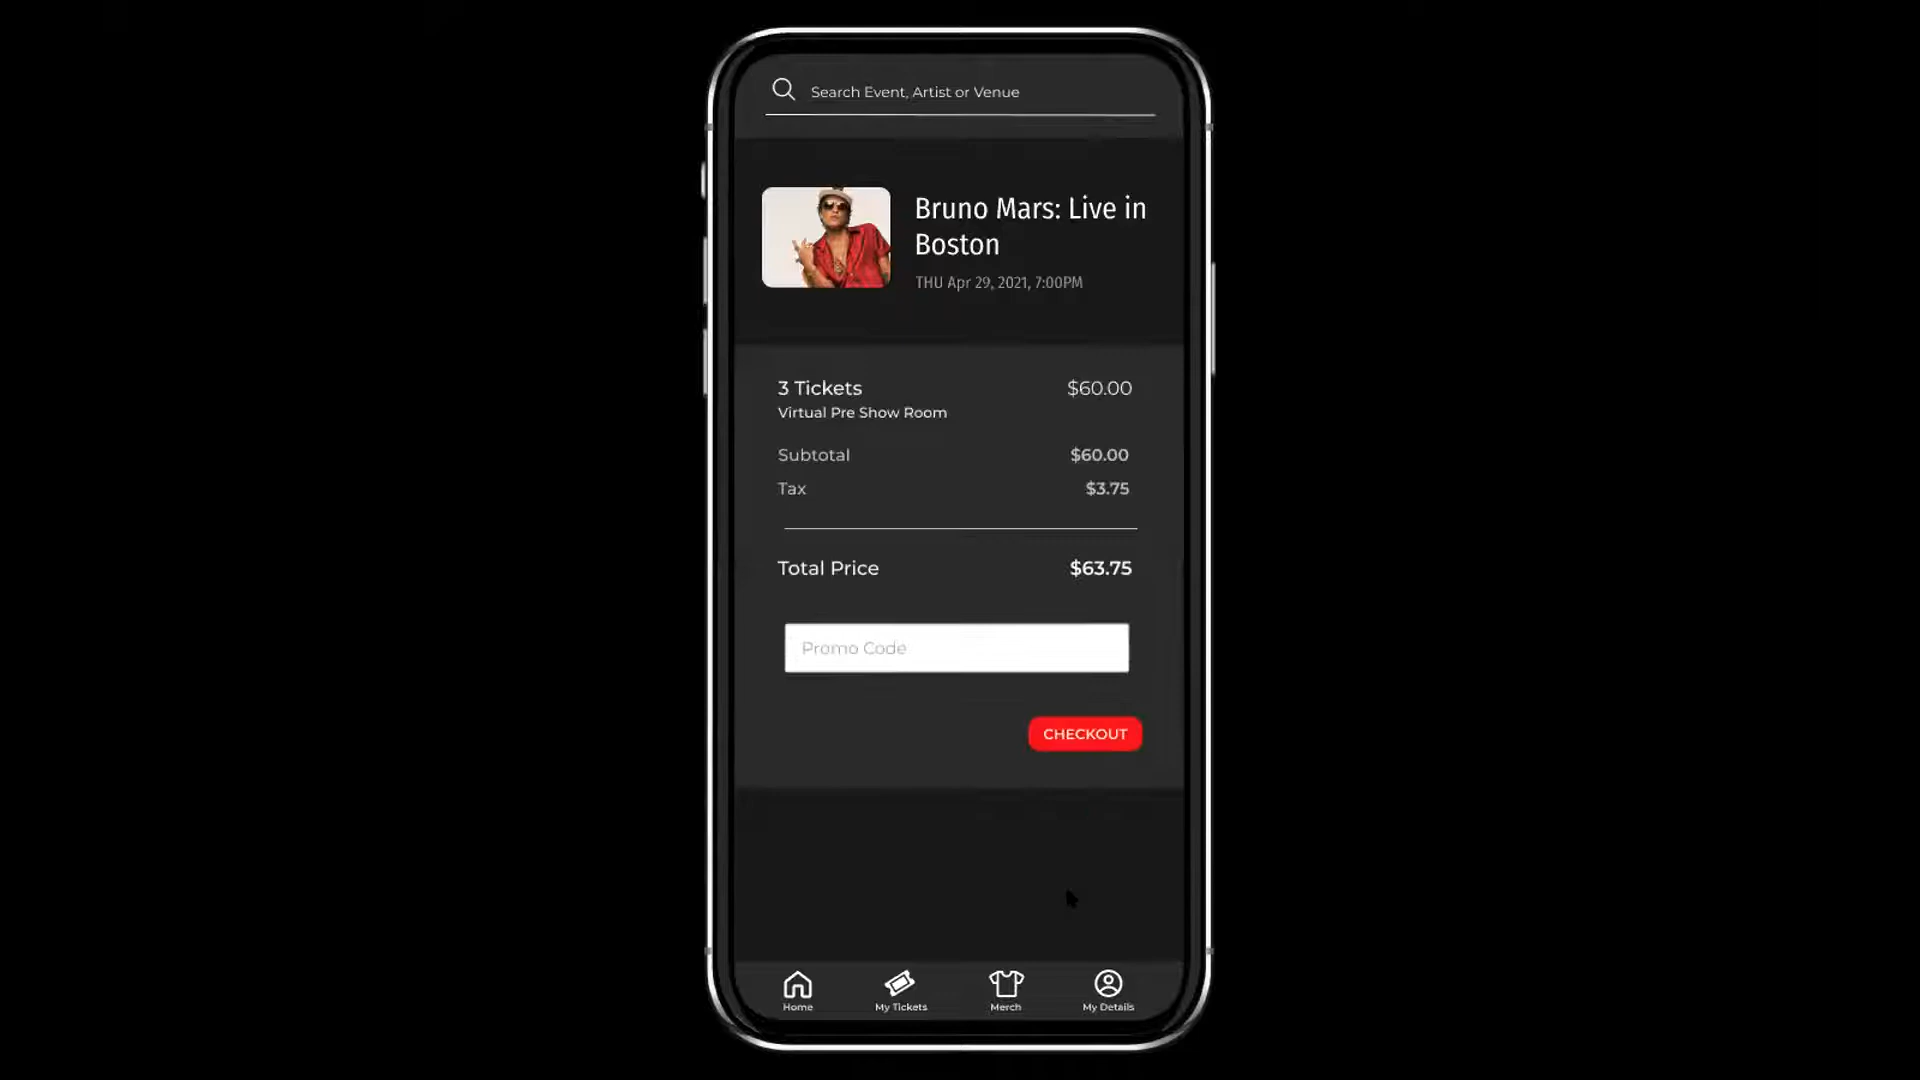 Search Event, Artist or Venue
Bruno Mars: Live in
Boston
THU Apr 29, 2021, 7:00PM
3 Tickets $60.00
Virtual Pre Show Room
Subtotal $60.00
Tax $3.75
Total Price $63.75
Promo Code
CHECKOUT
Home My Tickets Merch My Details